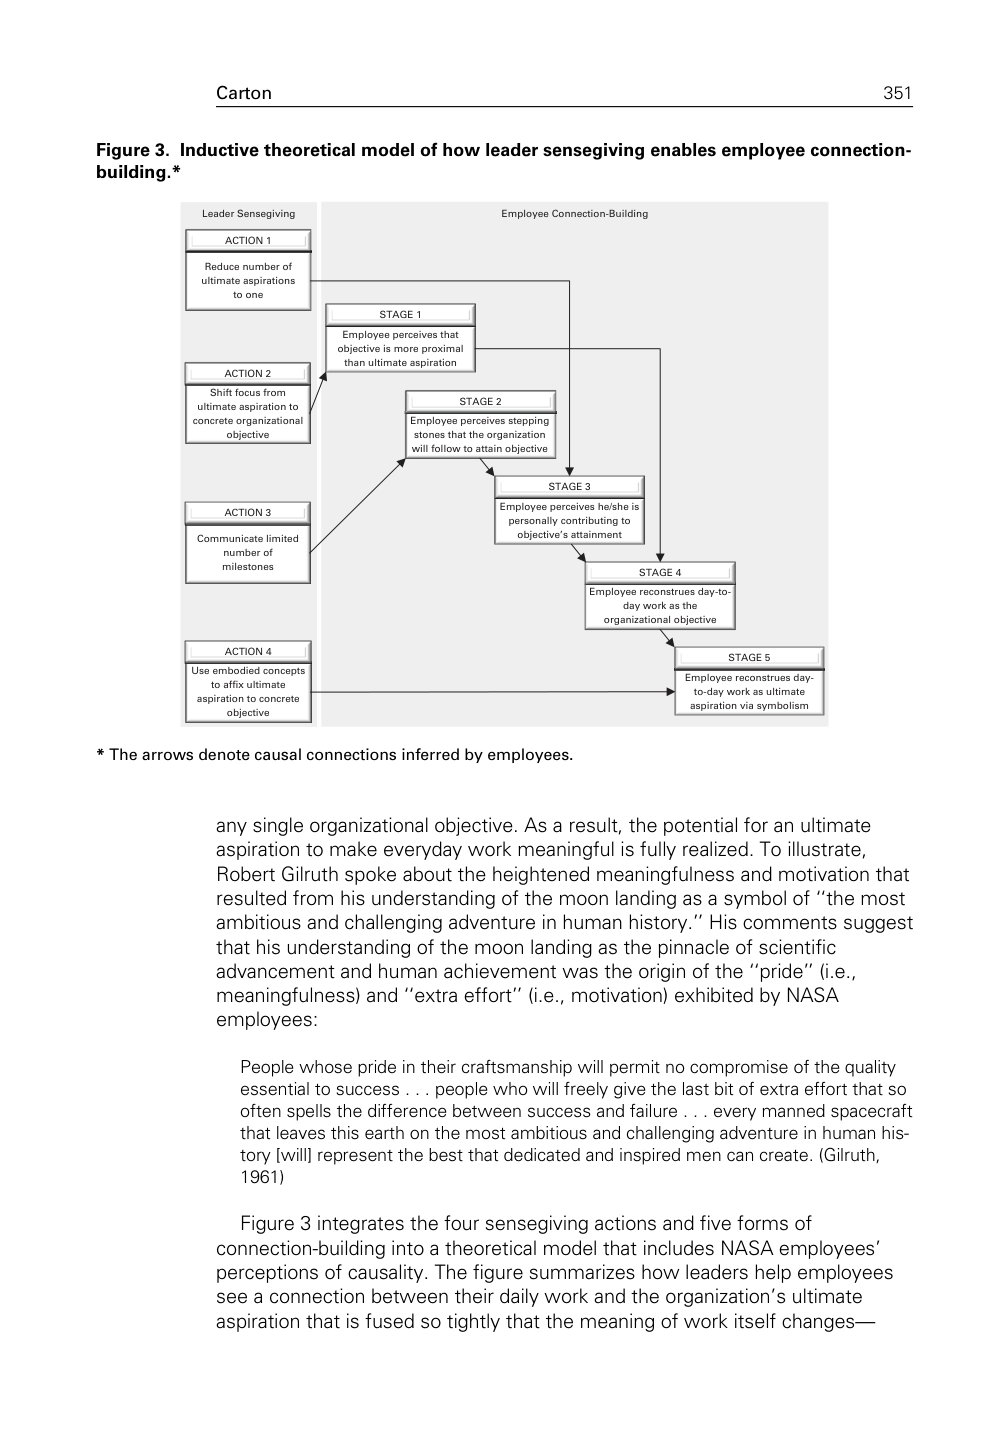 Carton 351
Figure 3. Inductive theoretical model of how leader sensegiving enables employee connection-
building.*
Leader Sensegiving
Employee Connection-Building
ACTION 1
Reduce number of
ultimate aspirations
to one
STAGE 1
Employee perceives that
objective is more proximal
than ultimate aspiration
ACTION 2
Shift focus from
ultimate aspiration to
concrete organizational
objective
STAGE 2
Employee perceives stepping
stones that the organization
will follow to attain objective
STAGE 3
Employee perceives he/she is
personally contributing to
objective's attainment
ACTION 3
Communicate limited
number of
milestones
STAGE 4
Employee reconstrues day-to-
day work as the
organizational objective
ACTION 4
Use embodied concepts
to affix ultimate
aspiration to concrete
objective
STAGE 5
Employee reconstrues day-
to-day work as ultimate
aspiration via symbolism
* The arrows denote causal connections inferred by employees.
any single organizational objective. As a result, the potential for an ultimate
aspiration to make everyday work meaningful is fully realized. To illustrate,
Robert Gilruth spoke about the heightened meaningfulness and motivation that
resulted from his understanding of the moon landing as a symbol of ''the most
ambitious and challenging adventure in human history.'' His comments suggest
that his understanding of the moon landing as the pinnacle of scientific
advancement and human achievement was the origin of the ''pride'' (i.e.,
meaningfulness) and ''extra effort'' (i.e., motivation) exhibited by NASA
employees:
People whose pride in their craftsmanship will permit no compromise of the quality
essential to success . . . people who will freely give the last bit of extra effort that so
often spells the difference between success and failure . . . every manned spacecraft
that leaves this earth on the most ambitious and challenging adventure in human his-
tory [will] represent the best that dedicated and inspired men can create. (Gilruth,
1961)
Figure 3 integrates the four sensegiving actions and five forms of
connection-building into a theoretical model that includes NASA employees'
perceptions of causality. The figure summarizes how leaders help employees
see a connection between their daily work and the organization's ultimate
aspiration that is fused so tightly that the meaning of work itself changes—